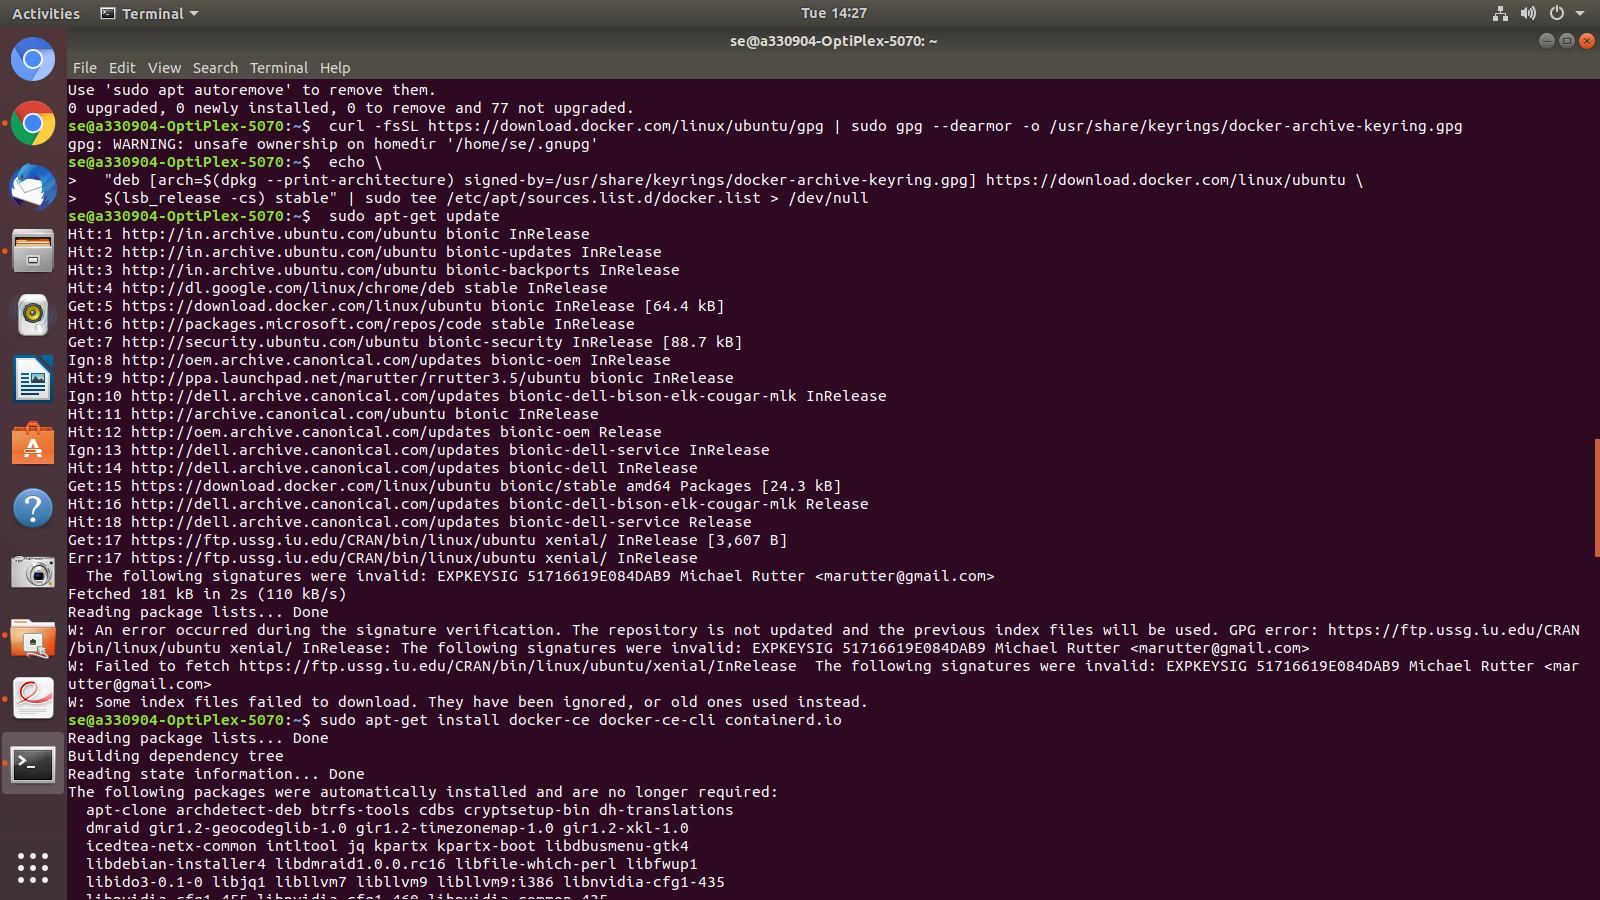 Activities
Terminal
Tue 14:27
se@a330904-OptiPlex-5070: ~
File Edit View Search Terminal Help
Use 'sudo apt autoremove' to remove them.
0 upgraded, 0 newly installed, 0 to remove and 77 not upgraded.
se@a330904-OptiPlex-5070:~$  curl -fsSL https://download.docker.com/linux/ubuntu/gpg | sudo gpg --dearmor -o /usr/share/keyrings/docker-archive-keyring.gpg
gpg: WARNING: unsafe ownership on homedir '/home/se/.gnupg'
se@a330904-OptiPlex-5070:~$  echo \
>   "deb [arch=$(dpkg --print-architecture) signed-by=/usr/share/keyrings/docker-archive-keyring.gpg] https://download.docker.com/linux/ubuntu \
>   $(lsb_release -cs) stable" | sudo tee /etc/apt/sources.list.d/docker.list > /dev/null
se@a330904-OptiPlex-5070:~$  sudo apt-get update
Hit:1 http://in.archive.ubuntu.com/ubuntu bionic InRelease
Hit:2 http://in.archive.ubuntu.com/ubuntu bionic-updates InRelease
Hit:3 http://in.archive.ubuntu.com/ubuntu bionic-backports InRelease
Hit:4 http://dl.google.com/linux/chrome/deb stable InRelease
Get:5 https://download.docker.com/linux/ubuntu bionic InRelease [64.4 kB]
Hit:6 http://packages.microsoft.com/repos/code stable InRelease
Get:7 http://security.ubuntu.com/ubuntu bionic-security InRelease [88.7 kB]
Ign:8 http://oem.archive.canonical.com/updates bionic-oem InRelease
Hit:9 http://ppa.launchpad.net/marutter/rrutter3.5/ubuntu bionic InRelease
Ign:10 http://dell.archive.canonical.com/updates bionic-dell-bison-elk-cougar-mlk InRelease
Hit:11 http://archive.canonical.com/ubuntu bionic InRelease
Hit:12 http://oem.archive.canonical.com/updates bionic-oem Release
Ign:13 http://dell.archive.canonical.com/updates bionic-dell-service InRelease
Hit:14 http://dell.archive.canonical.com/updates bionic-dell InRelease
Get:15 https://download.docker.com/linux/ubuntu bionic/stable amd64 Packages [24.3 kB]
Hit:16 http://dell.archive.canonical.com/updates bionic-dell-bison-elk-cougar-mlk Release
Hit:18 http://dell.archive.canonical.com/updates bionic-dell-service Release
Get:17 https://ftp.ussg.iu.edu/CRAN/bin/linux/ubuntu xenial/ InRelease [3,607 B]
Err:17 https://ftp.ussg.iu.edu/CRAN/bin/linux/ubuntu xenial/ InRelease
  The following signatures were invalid: EXPKEYSIG 51716619E084DAB9 Michael Rutter <marutter@gmail.com>
Fetched 181 kB in 2s (110 kB/s)
Reading package lists... Done
W: An error occurred during the signature verification. The repository is not updated and the previous index files will be used. GPG error: https://ftp.ussg.iu.edu/CRAN
/bin/linux/ubuntu xenial/ InRelease: The following signatures were invalid: EXPKEYSIG 51716619E084DAB9 Michael Rutter <marutter@gmail.com>
W: Failed to fetch https://ftp.ussg.iu.edu/CRAN/bin/linux/ubuntu/xenial/InRelease  The following signatures were invalid: EXPKEYSIG 51716619E084DAB9 Michael Rutter <mar
utter@gmail.com>
W: Some index files failed to download. They have been ignored, or old ones used instead.
se@a330904-OptiPlex-5070:~$ sudo apt-get install docker-ce docker-ce-cli containerd.io
Reading package lists... Done
Building dependency tree
Reading state information... Done
The following packages were automatically installed and are no longer required:
  apt-clone archdetect-deb btrfs-tools cdbs cryptsetup-bin dh-translations
  dmraid gir1.2-geocodeglib-1.0 gir1.2-timezonemap-1.0 gir1.2-xkl-1.0
  icedtea-netx-common intltool jq kpartx kpartx-boot libdbusmenu-gtk4
  libdebian-installer4 libdmraid1.0.0.rc16 libfile-which-perl libfwup1
  libido3-0.1-0 libjq1 libllvm7 libllvm9 libllvm9:i386 libnvidia-cfg1-435
  libnvidia-cfg1-455 libnvidia-cfg1-460 libnvidia-common-435